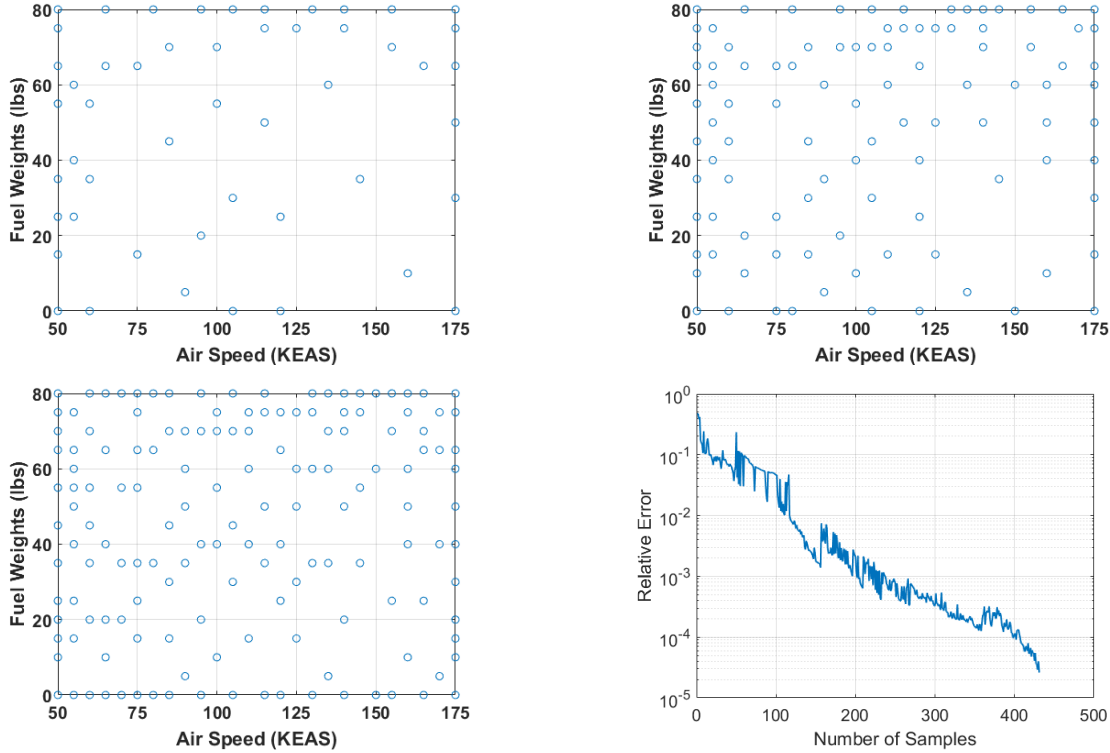 80
60
40
20
0
Fuel Weights (lbs)
50 75 100 125 150 175
Air Speed (KEAS)
80
60
40
20
0
Fuel Weights (lbs)
50 75 100 125 150 175
Air Speed (KEAS)
80
60
40
20
0
Fuel Weights (lbs)
50 75 100 125 150 175
Air Speed (KEAS)
10^0
10^-1
10^-2
10^-3
10^-4
10^-5
Relative Error
0 100 200 300 400 500
Number of Samples